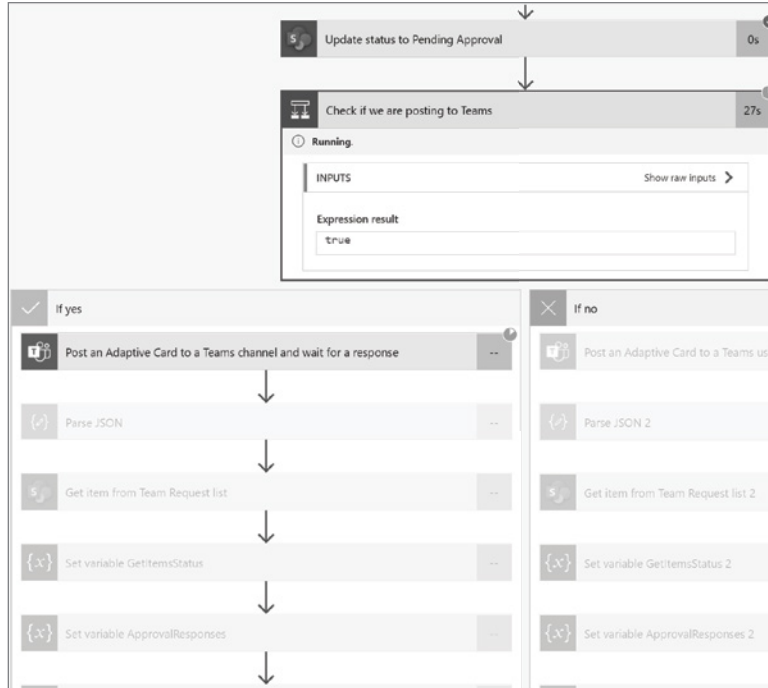 Update status to Pending Approval
0s
Check if we are posting to Teams
27s
Running.
INPUTS
Show raw inputs
Expression result
true
If yes
Post an Adaptive Card to a Teams channel and wait for a response
--
Parse JSON
--
Get item from Team Request list
--
{x} Set variable GetItemsStatus
--
{x} Set variable ApprovalResponses
--
If no
Post an Adaptive Card to a Teams us
Parse JSON 2
Get item from Team Request list 2
{x} Set variable GetItemsStatus 2
{x} Set variable ApprovalResponses 2